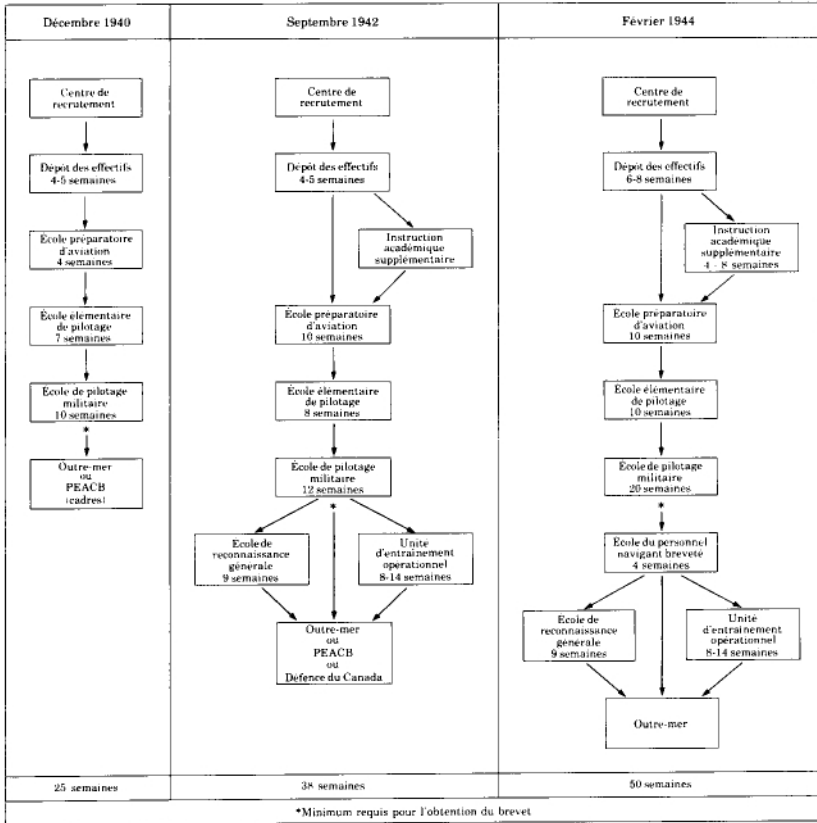 Décembre 1940
Centre de
recrutement
Dépôt des effectifs
4-5 semaines
École préparatoire
d'aviation
4 semaines
École élémentaire
de pilotage
7 semaines
École de pilotage
militaire
10 semaines
*
Outre-mer
ou
PEACB
(cadres)
25 semaines
Septembre 1942
Centre de
recrutement
Dépôt des effectifs
4-5 semaines
Instruction
académique
supplémentaire
École préparatoire
d'aviation
10 semaines
École élémentaire
de pilotage
8 semaines
École de pilotage
militaire
12 semaines
*
École de
reconnaissance
générale
9 semaines
Unité
d'entraînement
opérationnel
8-14 semaines
Outre-mer
ou
PEACB
ou
Défence du Canada
38 semaines
Février 1944
Centre de
recrutement
Dépôt des effectifs
6-8 semaines
Instruction
académique
supplémentaire
4 - 8 semaines
École préparatoire
d'aviation
10 semaines
École élémentaire
de pilotage
10 semaines
École de pilotage
militaire
20 semaines
*
École du personnel
navigant breveté
4 semaines
École de
reconnaissance
générale
9 semaines
Unité
d'entraînement
opérationnel
8-14 semaines
Outre-mer
50 semaines
*Minimum requis pour l'obtention du brevet